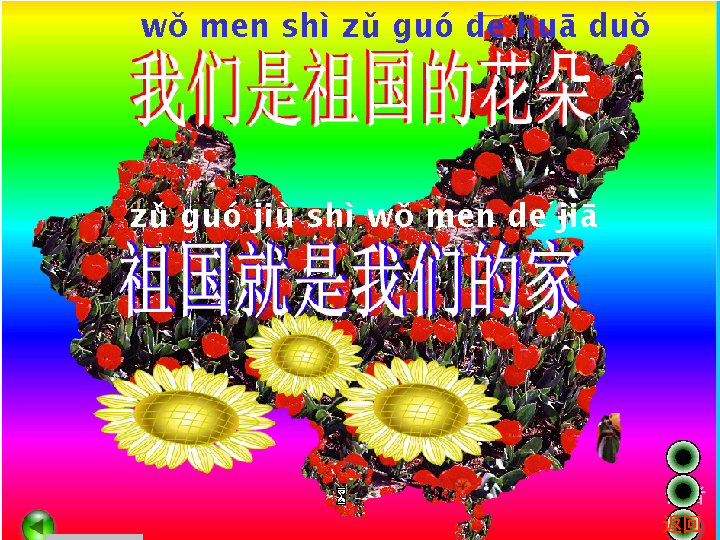 wǒ men shì zǔ guó de huā duǒ
我们是祖国的花朵
zǔ guó jiù shì wǒ men de jiā
祖国就是我们的家
返回